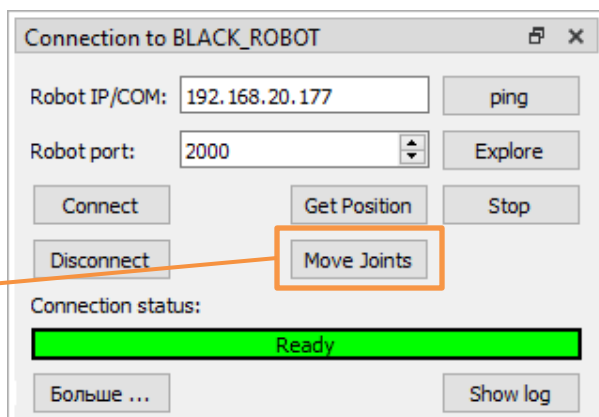 Connection to BLACK_ROBOT
Robot IP/COM: 192.168.20.177 ping
Robot port: 2000 Explore
Connect Get Position Stop
Disconnect Move Joints
Connection status:
Ready
Больше ... Show log